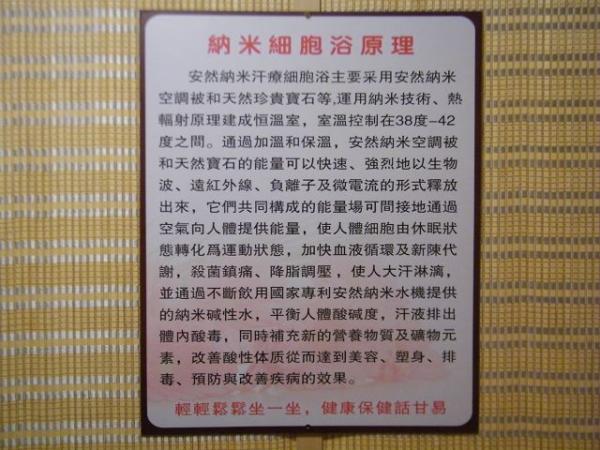 納米細胞浴原理
安然納米汗療細胞浴主要采用安然納米
空調被和天然珍貴寶石等,運用納米技術、熱
輻射原理建成恒溫室，室溫控制在38度-42
度之間。通過加溫和保溫，安然納米空調被
和天然寶石的能量可以快速、強烈地以生物
波、遠紅外線、負離子及微電流的形式釋放
出來，它們共同構成的能量場可間接地通過
空氣向人體提供能量，使人體細胞由休眠狀
態轉化爲運動狀態，加快血液循環及新陳代
謝，殺菌鎮痛、降脂調壓，使人大汗淋漓，
並通過不斷飲用國家專利安然納米水機提供
的納米碱性水，平衡人體酸碱度，汗液排出
體內酸毒，同時補充新的營養物質及礦物元
素，改善酸性体质從而達到美容、塑身、排
毒、預防與改善疾病的效果。
輕輕鬆鬆坐一坐，健康保健話甘易